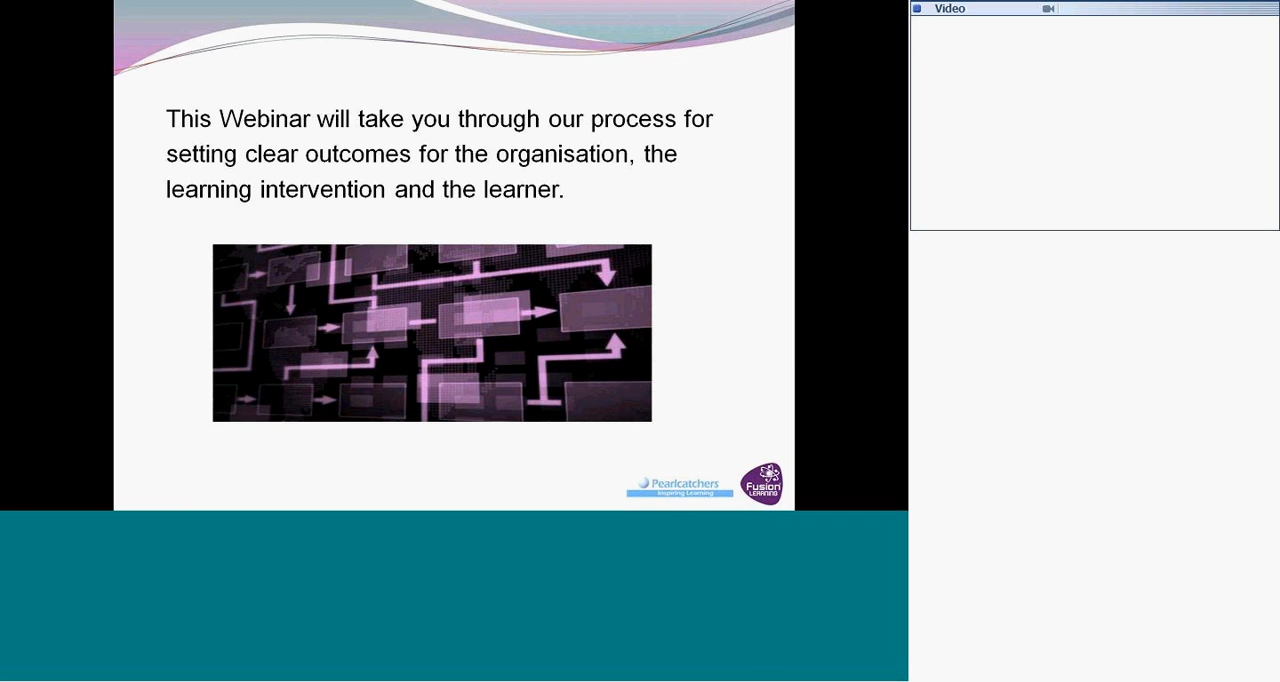 Video
This Webinar will take you through our process for
setting clear outcomes for the organisation, the
learning intervention and the learner.
Pearlcatchers
Inspiring Learning
Fusion
LEARNING